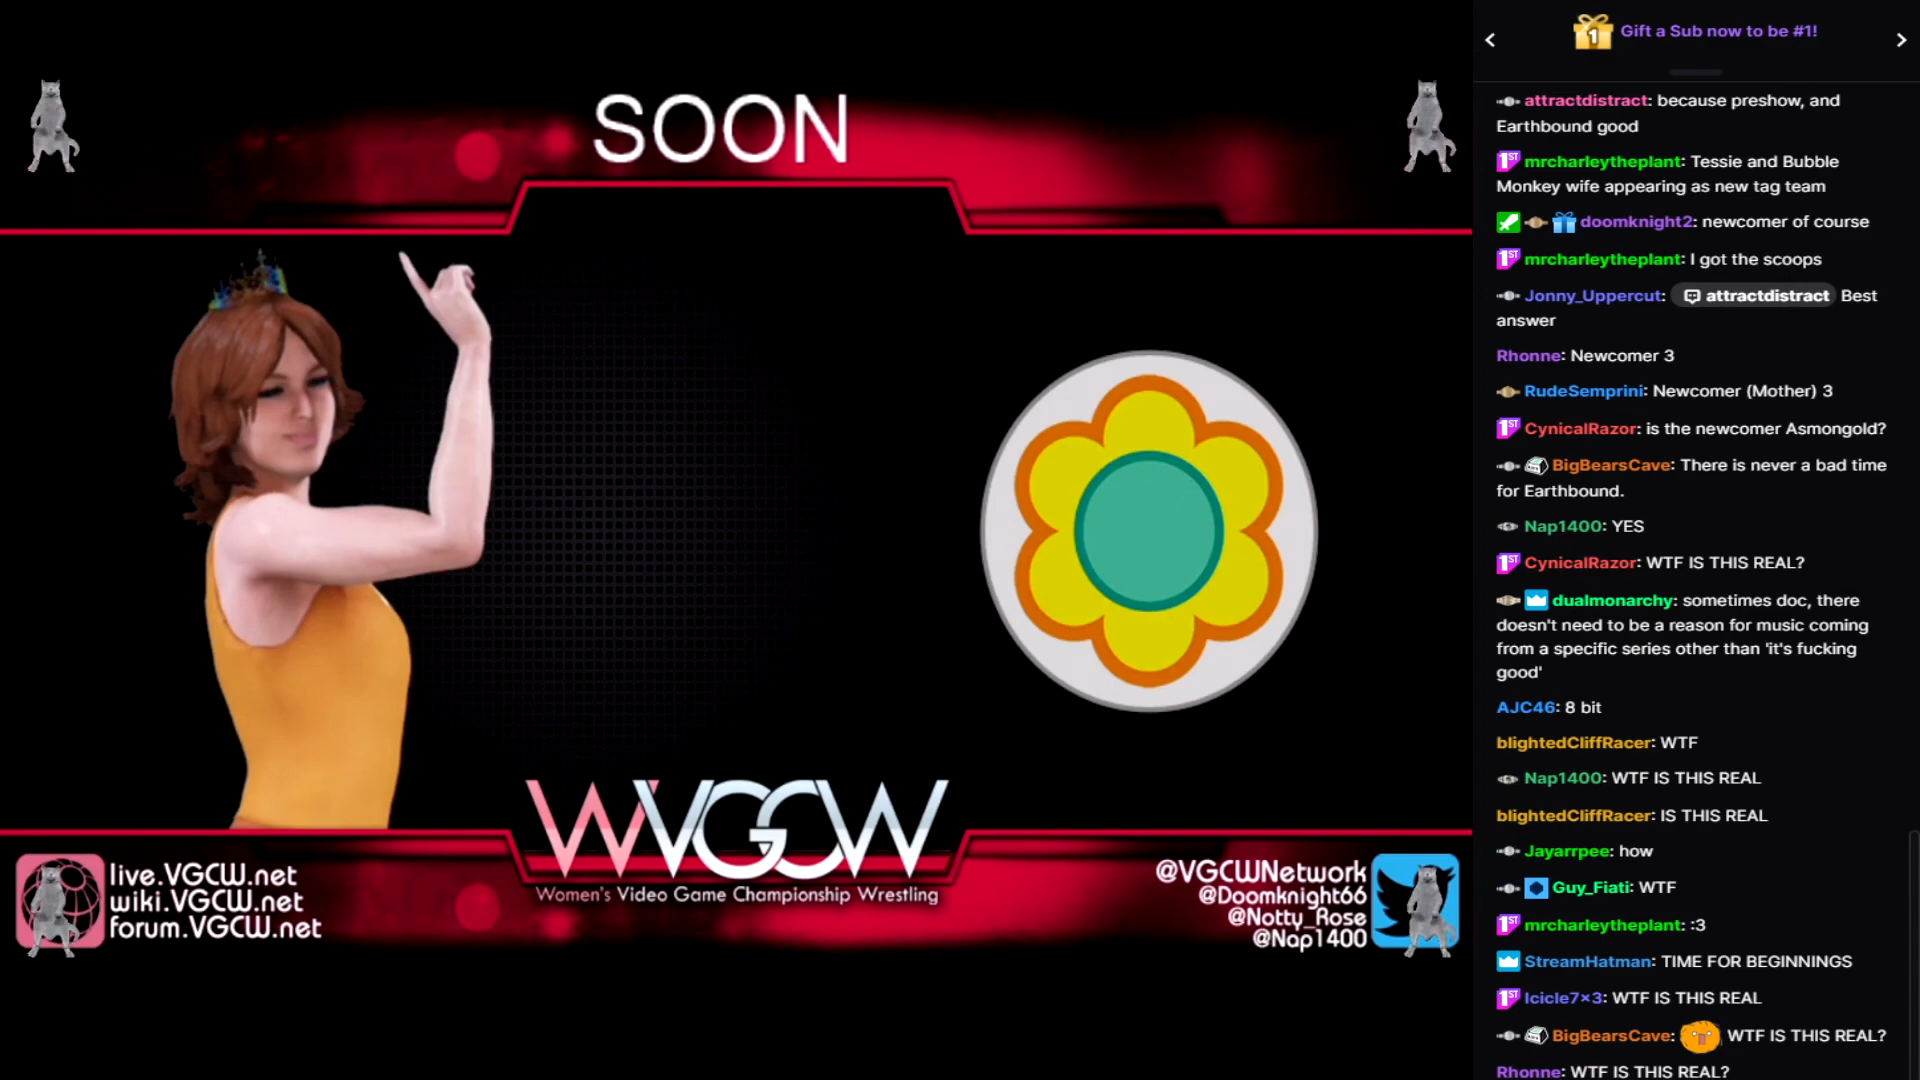 SOON
WVGCW
Women's Video Game Championship Wrestling
live.VGCW.net
wiki.VGCW.net
forum.VGCW.net
@VGCWNetwork
@Doomknight66
@Notty_Rose
@Nap1400
1
Gift a Sub now to be #1!
attractdistract: because preshow, and
Earthbound good
1ST mrcharleytheplant: Tessie and Bubble
Monkey wife appearing as new tag team
doomknight2: newcomer of course
1ST mrcharleytheplant: I got the scoops
Jonny_Uppercut: attractdistract Best
answer
Rhonne: Newcomer 3
RudeSemprini: Newcomer (Mother) 3
1ST CynicalRazor: is the newcomer Asmongold?
BigBearsCave: There is never a bad time
for Earthbound.
Nap1400: YES
1ST CynicalRazor: WTF IS THIS REAL?
dualmonarchy: sometimes doc, there
doesn't need to be a reason for music coming
from a specific series other than 'it's fucking
good'
AJC46: 8 bit
blightedCliffRacer: WTF
Nap1400: WTF IS THIS REAL
blightedCliffRacer: IS THIS REAL
Jayarrpee: how
Guy_Fiati: WTF
1ST mrcharleytheplant: :3
StreamHatman: TIME FOR BEGINNINGS
1ST Icicle7x3: WTF IS THIS REAL
BigBearsCave: WTF IS THIS REAL?
Rhonne: WTF IS THIS REAL?